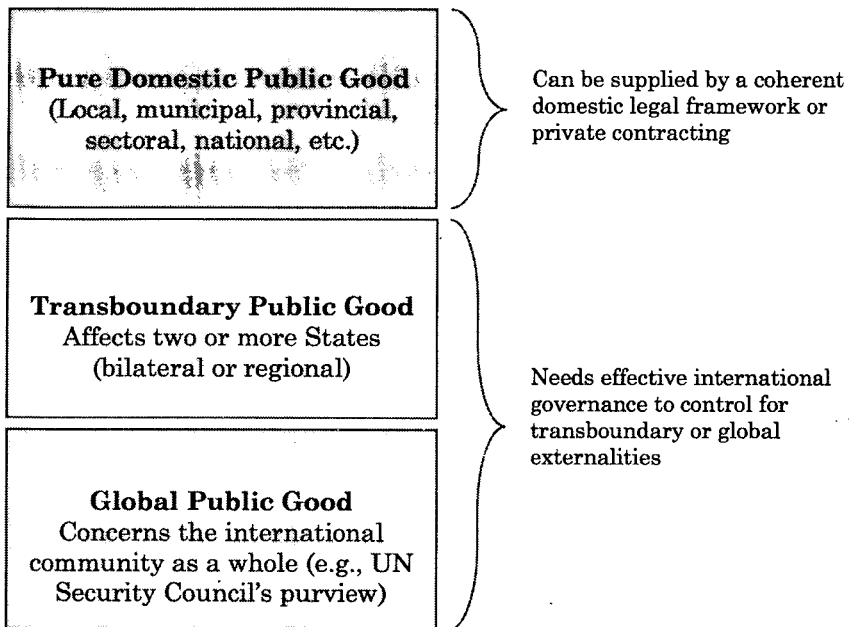 Pure Domestic Public Good
(Local, municipal, provincial,
sectoral, national, etc.)
Can be supplied by a coherent
domestic legal framework or
private contracting
Transboundary Public Good
Affects two or more States
(bilateral or regional)
Needs effective international
governance to control for
transboundary or global
externalities
Global Public Good
Concerns the international
community as a whole (e.g., UN
Security Council's purview)